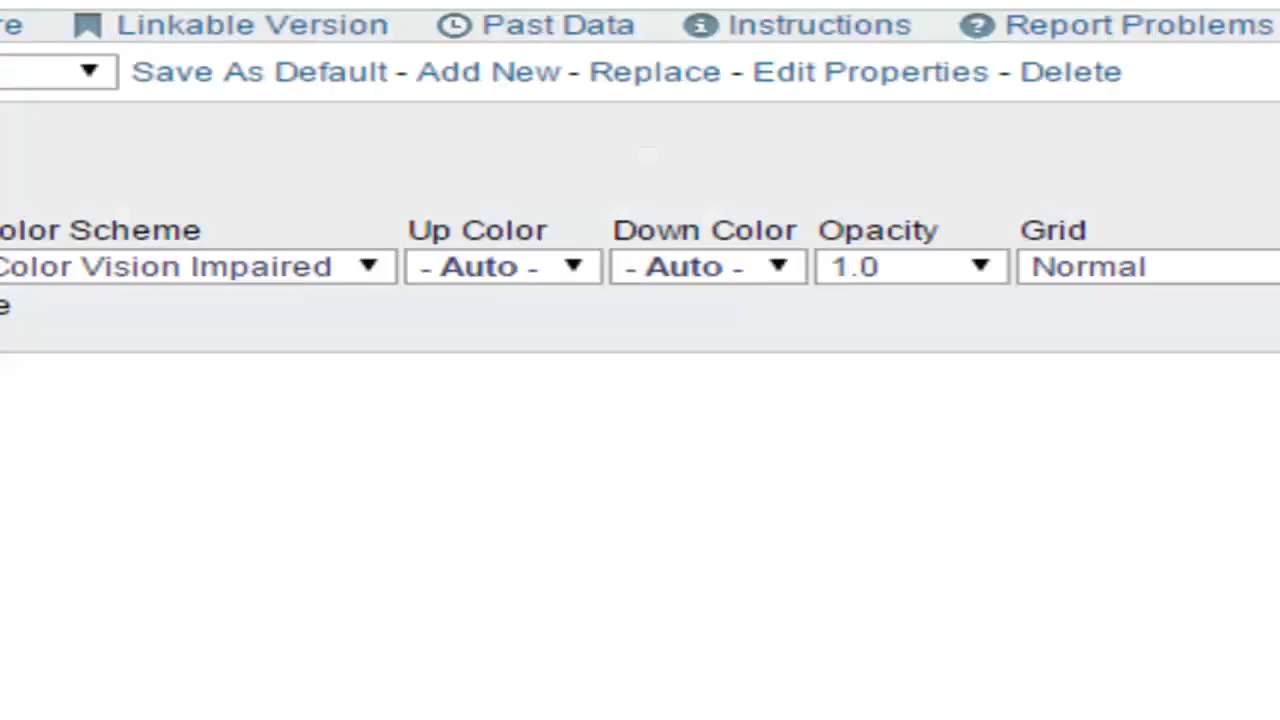 re Linkable Version Past Data Instructions Report Problems
Save As Default - Add New - Replace - Edit Properties - Delete
olor Scheme Up Color Down Color Opacity Grid
Color Vision Impaired - Auto - - Auto - 1.0 Normal
e